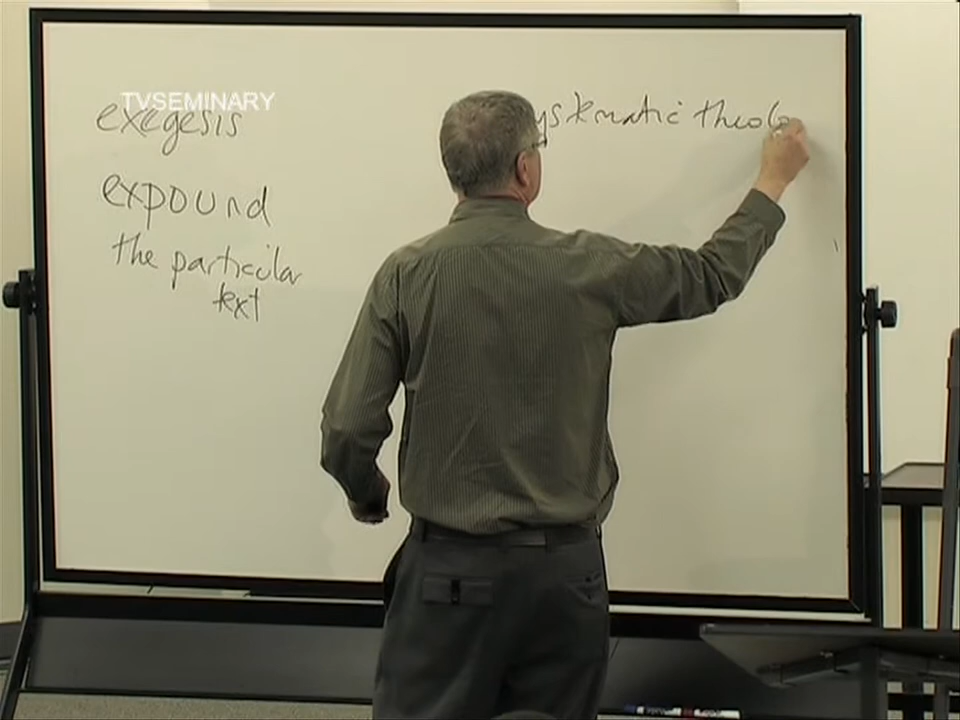 TVSEMINARY
exegesis
expound
the particular
text
ystematic theolo